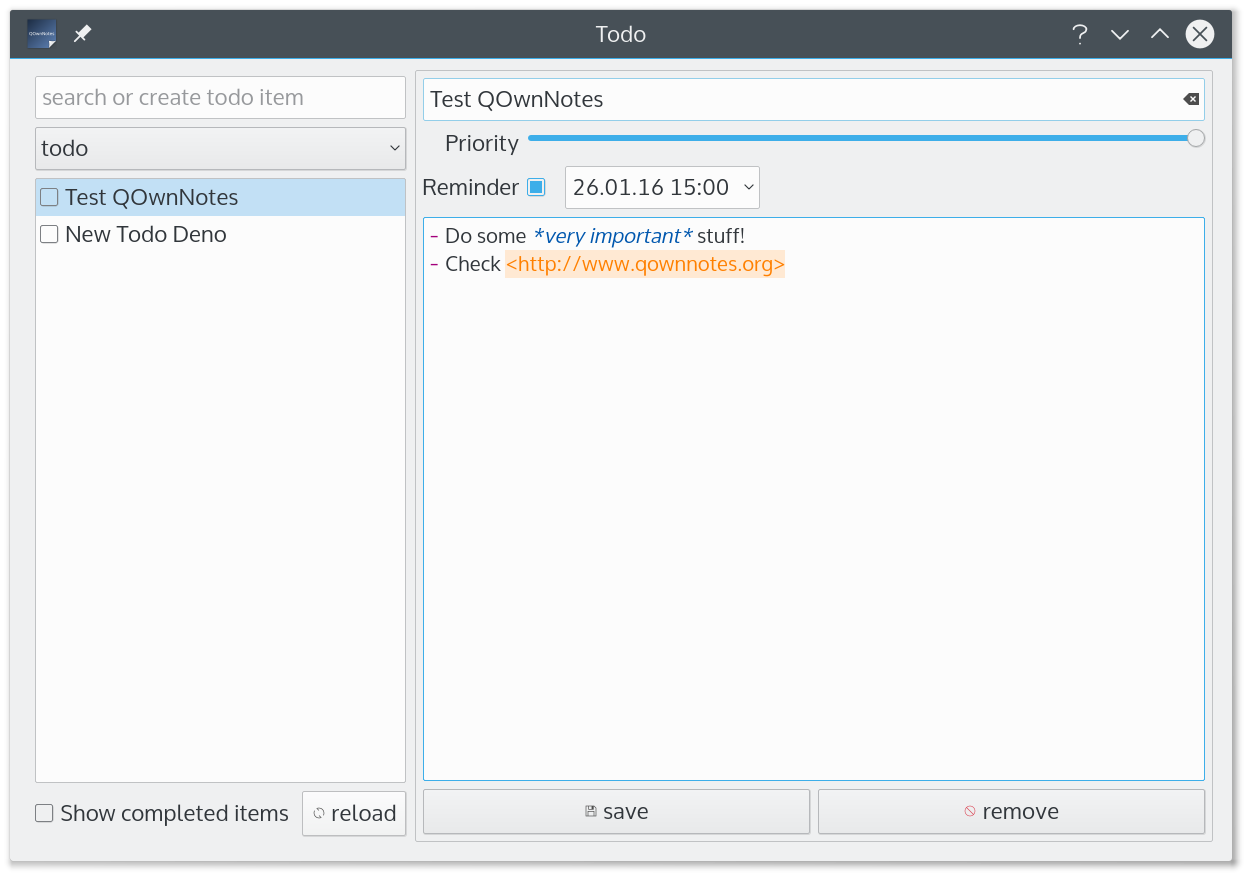 QOwnNotes
Todo
search or create todo item
todo
Test QOwnNotes
New Todo Deno
Show completed items
reload
Test QOwnNotes
Priority
Reminder 26.01.16 15:00
- Do some *very important* stuff!
- Check <http://www.qownnotes.org>
save
remove